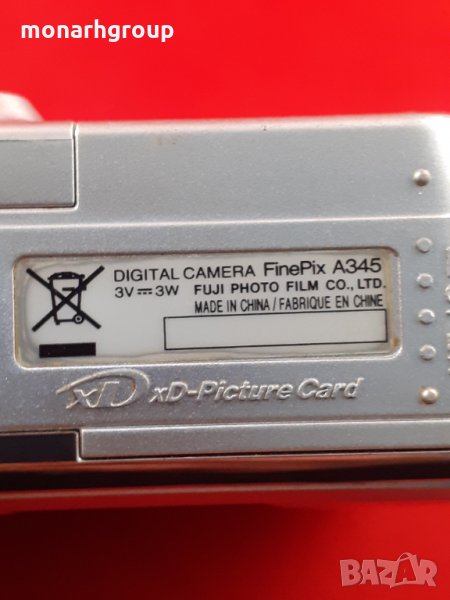 monarhgroup
DIGITAL CAMERA FinePix A345
3V⎓3W FUJI PHOTO FILM CO., LTD.
MADE IN CHINA / FABRIQUE EN CHINE
xD xD-Picture Card
BAZAR